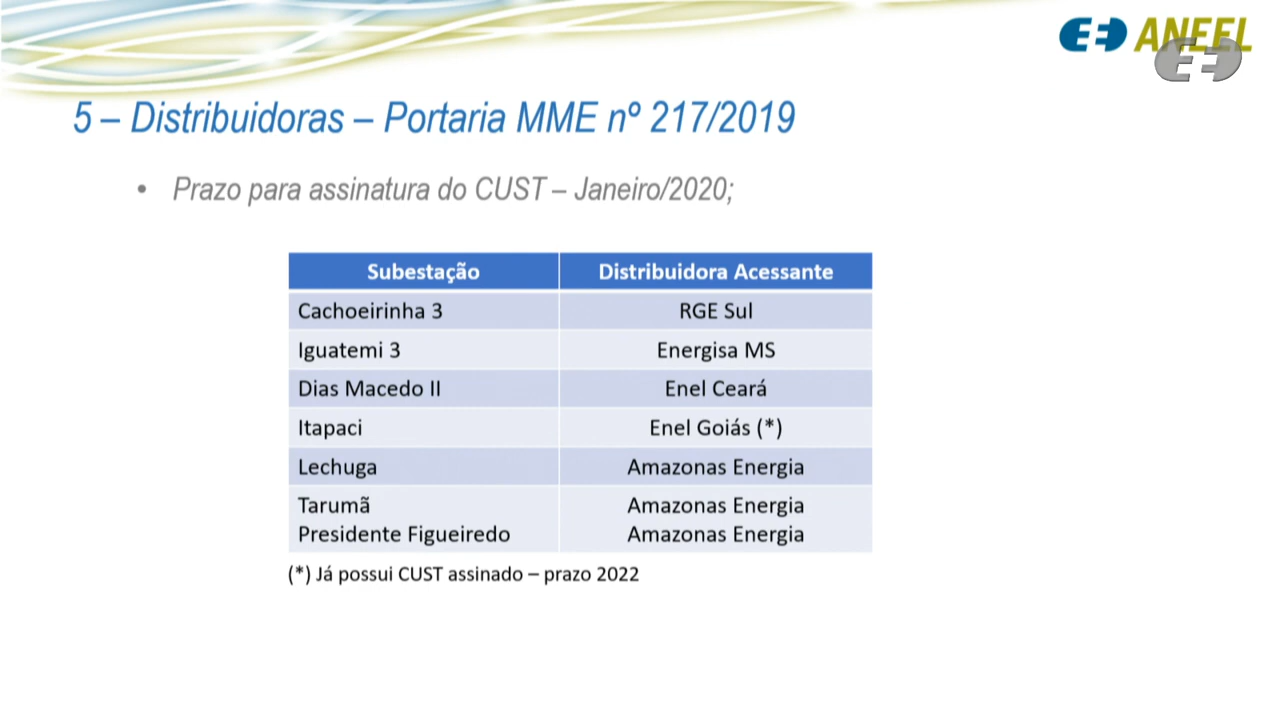 ANEEL
5 – Distribuidoras – Portaria MME nº 217/2019
• Prazo para assinatura do CUST – Janeiro/2020;
Subestação Distribuidora Acessante
Cachoeirinha 3 RGE Sul
Iguatemi 3 Energisa MS
Dias Macedo II Enel Ceará
Itapaci Enel Goiás (*)
Lechuga Amazonas Energia
Tarumã Amazonas Energia
Presidente Figueiredo Amazonas Energia
(*) Já possui CUST assinado – prazo 2022